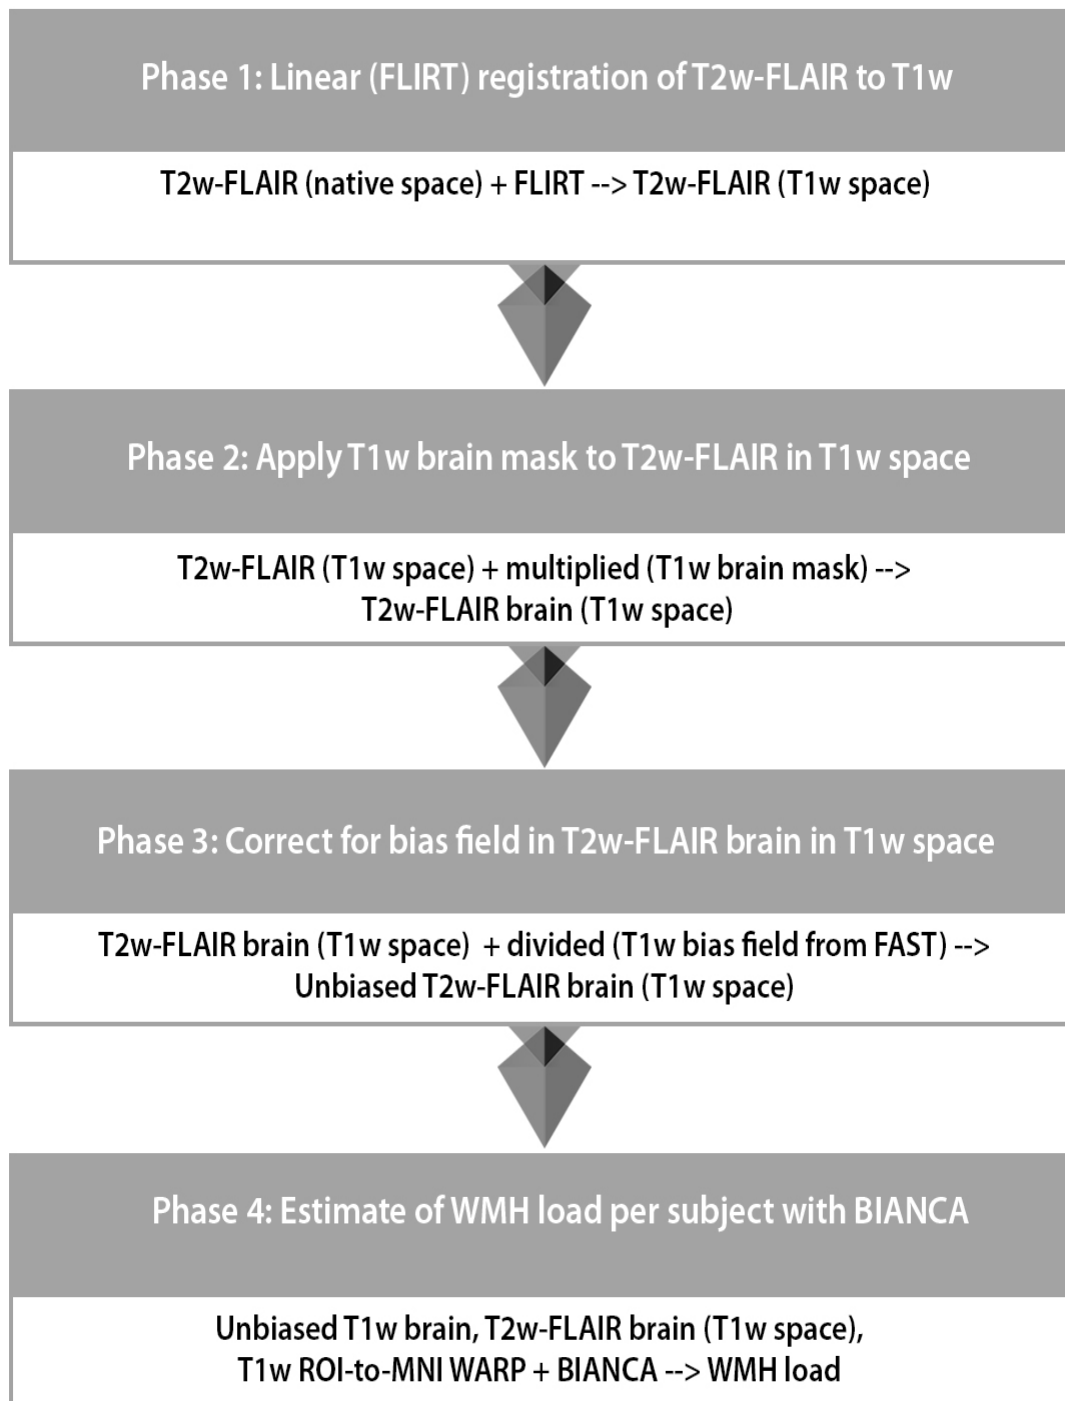 Phase 1: Linear (FLIRT) registration of T2w-FLAIR to T1w
T2w-FLAIR (native space) + FLIRT --> T2w-FLAIR (T1w space)
Phase 2: Apply T1w brain mask to T2w-FLAIR in T1w space
T2w-FLAIR (T1w space) + multiplied (T1w brain mask) -->
T2w-FLAIR brain (T1w space)
Phase 3: Correct for bias field in T2w-FLAIR brain in T1w space
T2w-FLAIR brain (T1w space) + divided (T1w bias field from FAST) -->
Unbiased T2w-FLAIR brain (T1w space)
Phase 4: Estimate of WMH load per subject with BIANCA
Unbiased T1w brain, T2w-FLAIR brain (T1w space),
T1w ROI-to-MNI WARP + BIANCA --> WMH load